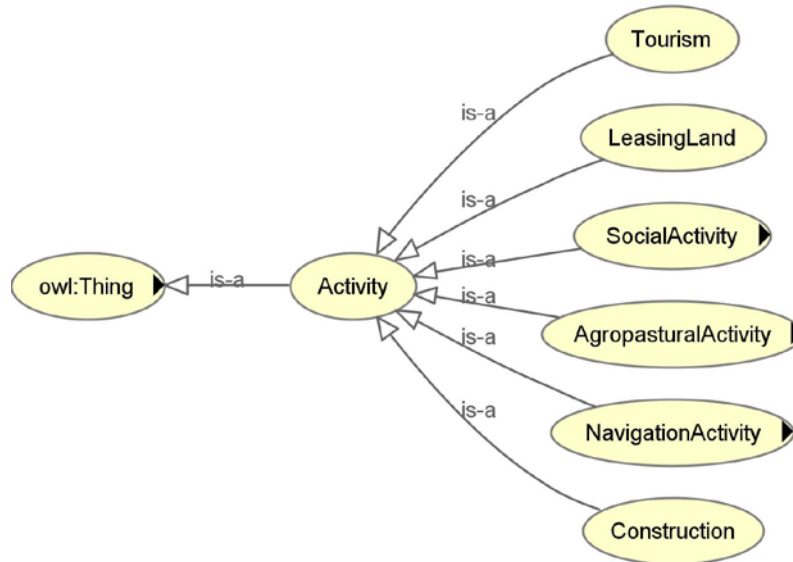 Tourism
is-a
LeasingLand
is-a
SocialActivity
is-a
owl:Thing
is-a
Activity
is-a
AgropasturalActivity
is-a
NavigationActivity
is-a
Construction